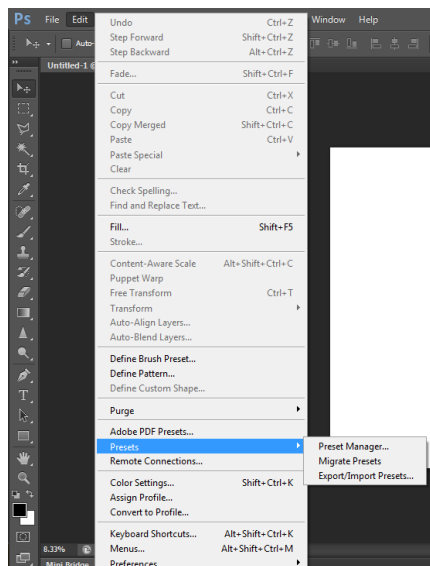 Ps File Edit Window Help
Auto-
Untitled-1
Undo Ctrl+Z
Step Forward Shift+Ctrl+Z
Step Backward Alt+Ctrl+Z
Fade... Shift+Ctrl+F
Cut Ctrl+X
Copy Ctrl+C
Copy Merged Shift+Ctrl+C
Paste Ctrl+V
Paste Special
Clear
Check Spelling...
Find and Replace Text...
Fill... Shift+F5
Stroke...
Content-Aware Scale Alt+Shift+Ctrl+C
Puppet Warp
Free Transform Ctrl+T
Transform
Auto-Align Layers...
Auto-Blend Layers...
Define Brush Preset...
Define Pattern...
Define Custom Shape...
Purge
Adobe PDF Presets...
Presets
Preset Manager...
Migrate Presets
Export/Import Presets...
Remote Connections...
Color Settings... Shift+Ctrl+K
Assign Profile...
Convert to Profile...
Keyboard Shortcuts... Alt+Shift+Ctrl+K
Menus... Alt+Shift+Ctrl+M
Preferences
8.33%
Mini Bridge